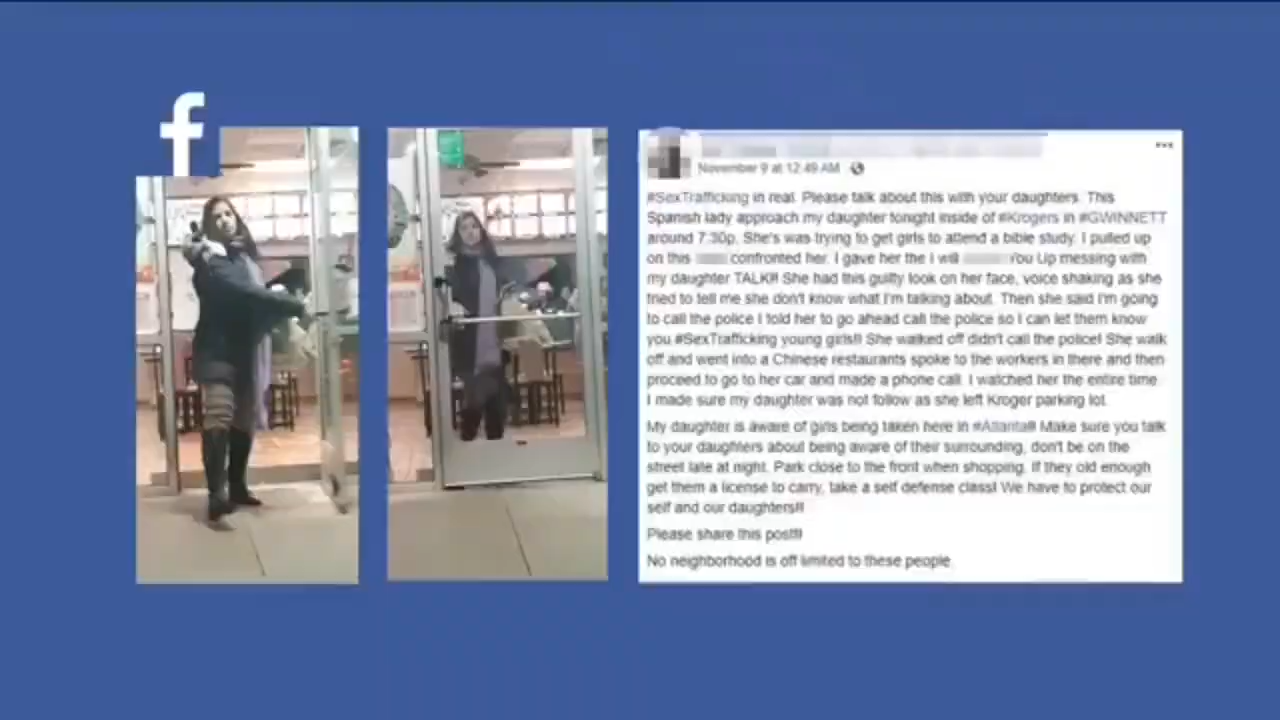 f
November 9 at 12:49 AM
#SexTrafficking in real. Please talk about this with your daughters. This
Spanish lady approach my daughter tonight inside of #Krogers in #GWINNETT
around 7:30p. She's was trying to get girls to attend a bible study. I pulled up
on this confronted her. I gave her the I will You Up messing with
my daughter TALK!! She had this guilty look on her face, voice shaking as she
tried to tell me she don't know what I'm talking about. Then she said I'm going
to call the police I told her to go ahead call the police so I can let them know
you #SexTrafficking young girls!! She walked off didn't call the police! She walk
off and went into a Chinese restaurants spoke to the workers in there and then
proceed to go to her car and made a phone call. I watched her the entire time
I made sure my daughter was not follow as she left Kroger parking lot.
My daughter is aware of girls being taken here in #Atlanta!! Make sure you talk
to your daughters about being aware of their surrounding, don't be on the
street late at night. Park close to the front when shopping. If they old enough
get them a license to carry, take a self defense class! We have to protect our
self and our daughters!!
Please share this post!!!
No neighborhood is off limited to these people.